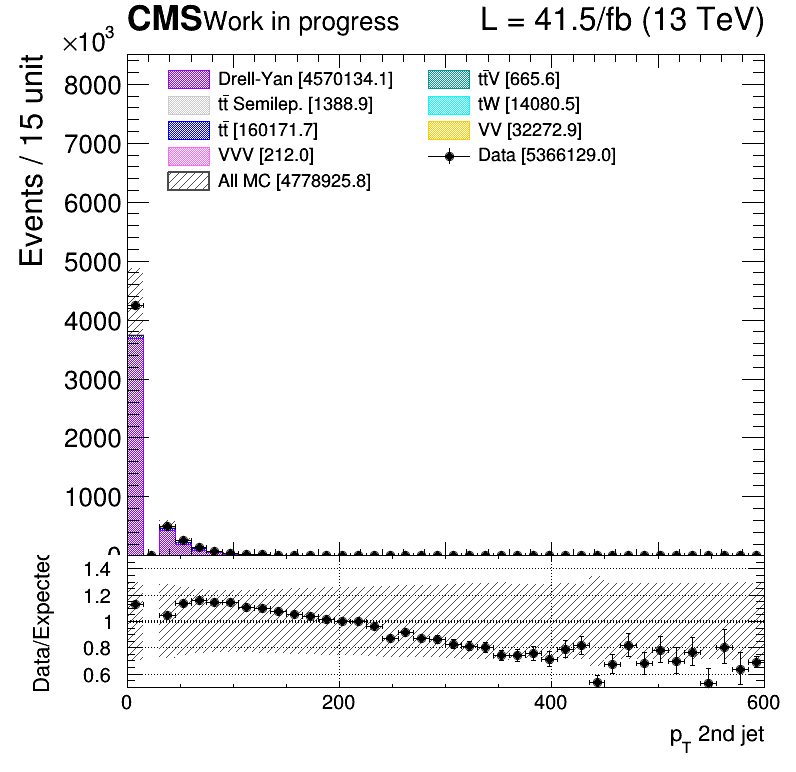 CMS Work in progress L = 41.5/fb (13 TeV)
×10³
Events / 15 unit
8000
7000
6000
5000
4000
3000
2000
1000
0
Drell-Yan [4570134.1]
tt̄ Semilep. [1388.9]
tt̄ [160171.7]
VVV [212.0]
All MC [4778925.8]
tt̄V [665.6]
tW [14080.5]
VV [32272.9]
Data [5366129.0]
Data/Expected
1.4
1.2
1
0.8
0.6
0 200 400 600
p_T 2nd jet